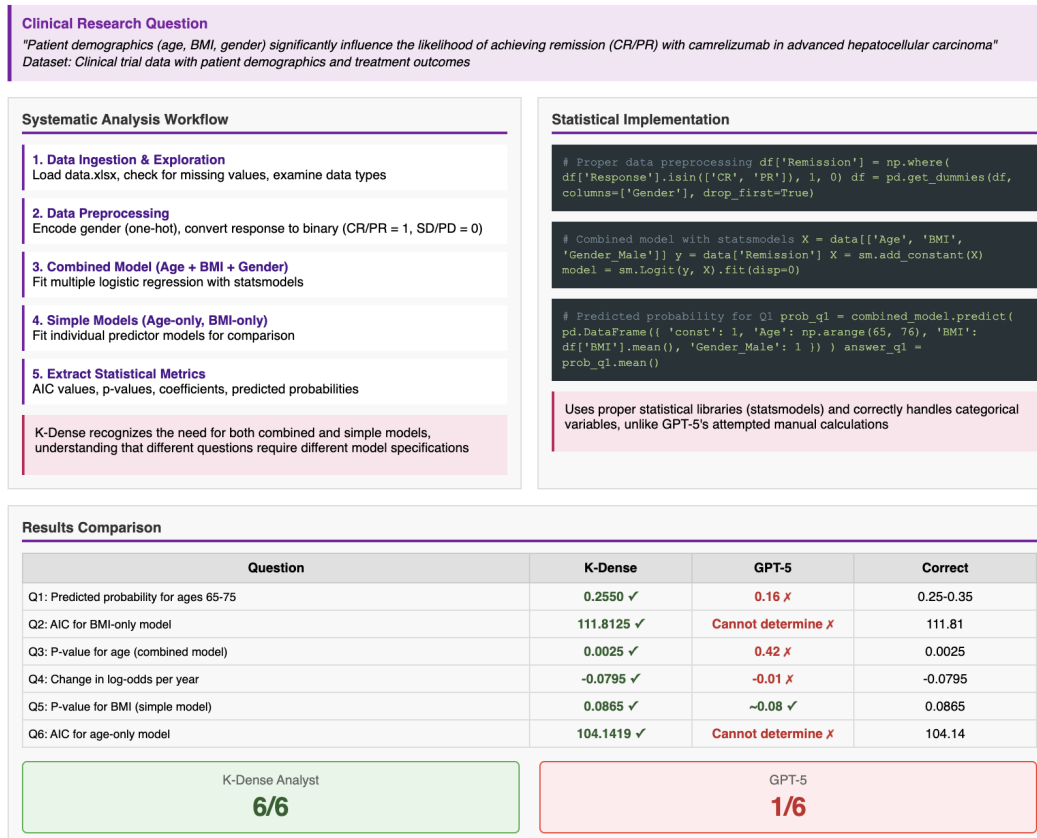 Clinical Research Question
"Patient demographics (age, BMI, gender) significantly influence the likelihood of achieving remission (CR/PR) with camrelizumab in advanced hepatocellular carcinoma"
Dataset: Clinical trial data with patient demographics and treatment outcomes
Systematic Analysis Workflow
1. Data Ingestion & Exploration
Load data.xlsx, check for missing values, examine data types
2. Data Preprocessing
Encode gender (one-hot), convert response to binary (CR/PR = 1, SD/PD = 0)
3. Combined Model (Age + BMI + Gender)
Fit multiple logistic regression with statsmodels
4. Simple Models (Age-only, BMI-only)
Fit individual predictor models for comparison
5. Extract Statistical Metrics
AIC values, p-values, coefficients, predicted probabilities
K-Dense recognizes the need for both combined and simple models,
understanding that different questions require different model specifications
Statistical Implementation
# Proper data preprocessing df['Remission'] = np.where(
df['Response'].isin(['CR', 'PR']), 1, 0) df = pd.get_dummies(df,
columns=['Gender'], drop_first=True)
# Combined model with statsmodels X = data[['Age', 'BMI',
'Gender_Male']] y = data['Remission'] X = sm.add_constant(X)
model = sm.Logit(y, X).fit(disp=0)
# Predicted probability for Q1 prob_q1 = combined_model.predict(
pd.DataFrame({ 'const': 1, 'Age': np.arange(65, 76), 'BMI':
df['BMI'].mean(), 'Gender_Male': 1 }) ) answer_q1 =
prob_q1.mean()
Uses proper statistical libraries (statsmodels) and correctly handles categorical
variables, unlike GPT-5's attempted manual calculations
Results Comparison
Question K-Dense GPT-5 Correct
Q1: Predicted probability for ages 65-75 0.2550 ✓ 0.16 ✗ 0.25-0.35
Q2: AIC for BMI-only model 111.8125 ✓ Cannot determine ✗ 111.81
Q3: P-value for age (combined model) 0.0025 ✓ 0.42 ✗ 0.0025
Q4: Change in log-odds per year -0.0795 ✓ -0.01 ✗ -0.0795
Q5: P-value for BMI (simple model) 0.0865 ✓ ~0.08 ✓ 0.0865
Q6: AIC for age-only model 104.1419 ✓ Cannot determine ✗ 104.14
K-Dense Analyst
6/6
GPT-5
1/6